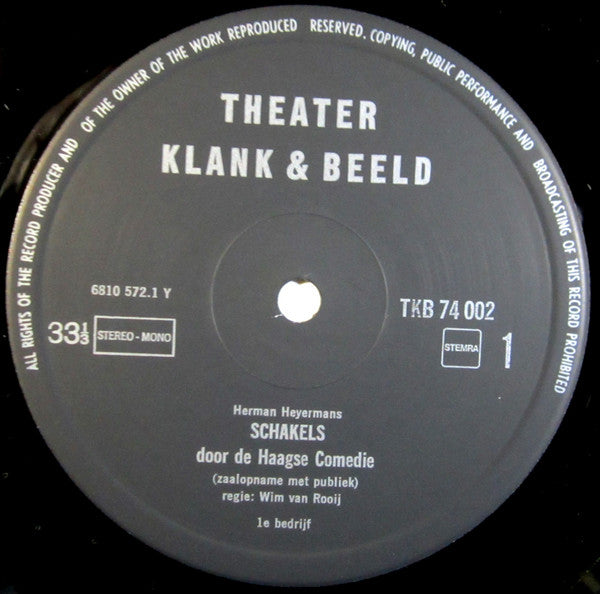 ALL RIGHTS OF THE RECORD PRODUCER AND OF THE OWNER OF THE WORK REPRODUCED RESERVED. COPYING, PUBLIC PERFORMANCE AND BROADCASTING OF THIS RECORD PROHIBITED
THEATER
KLANK & BEELD
6810 572.1 Y
TKB 74 002
33⅓ STEREO-MONO
STEMRA 1
Herman Heyermans
SCHAKELS
door de Haagse Comedie
(zaalopname met publiek)
regie: Wim van Rooij
1e bedrijf